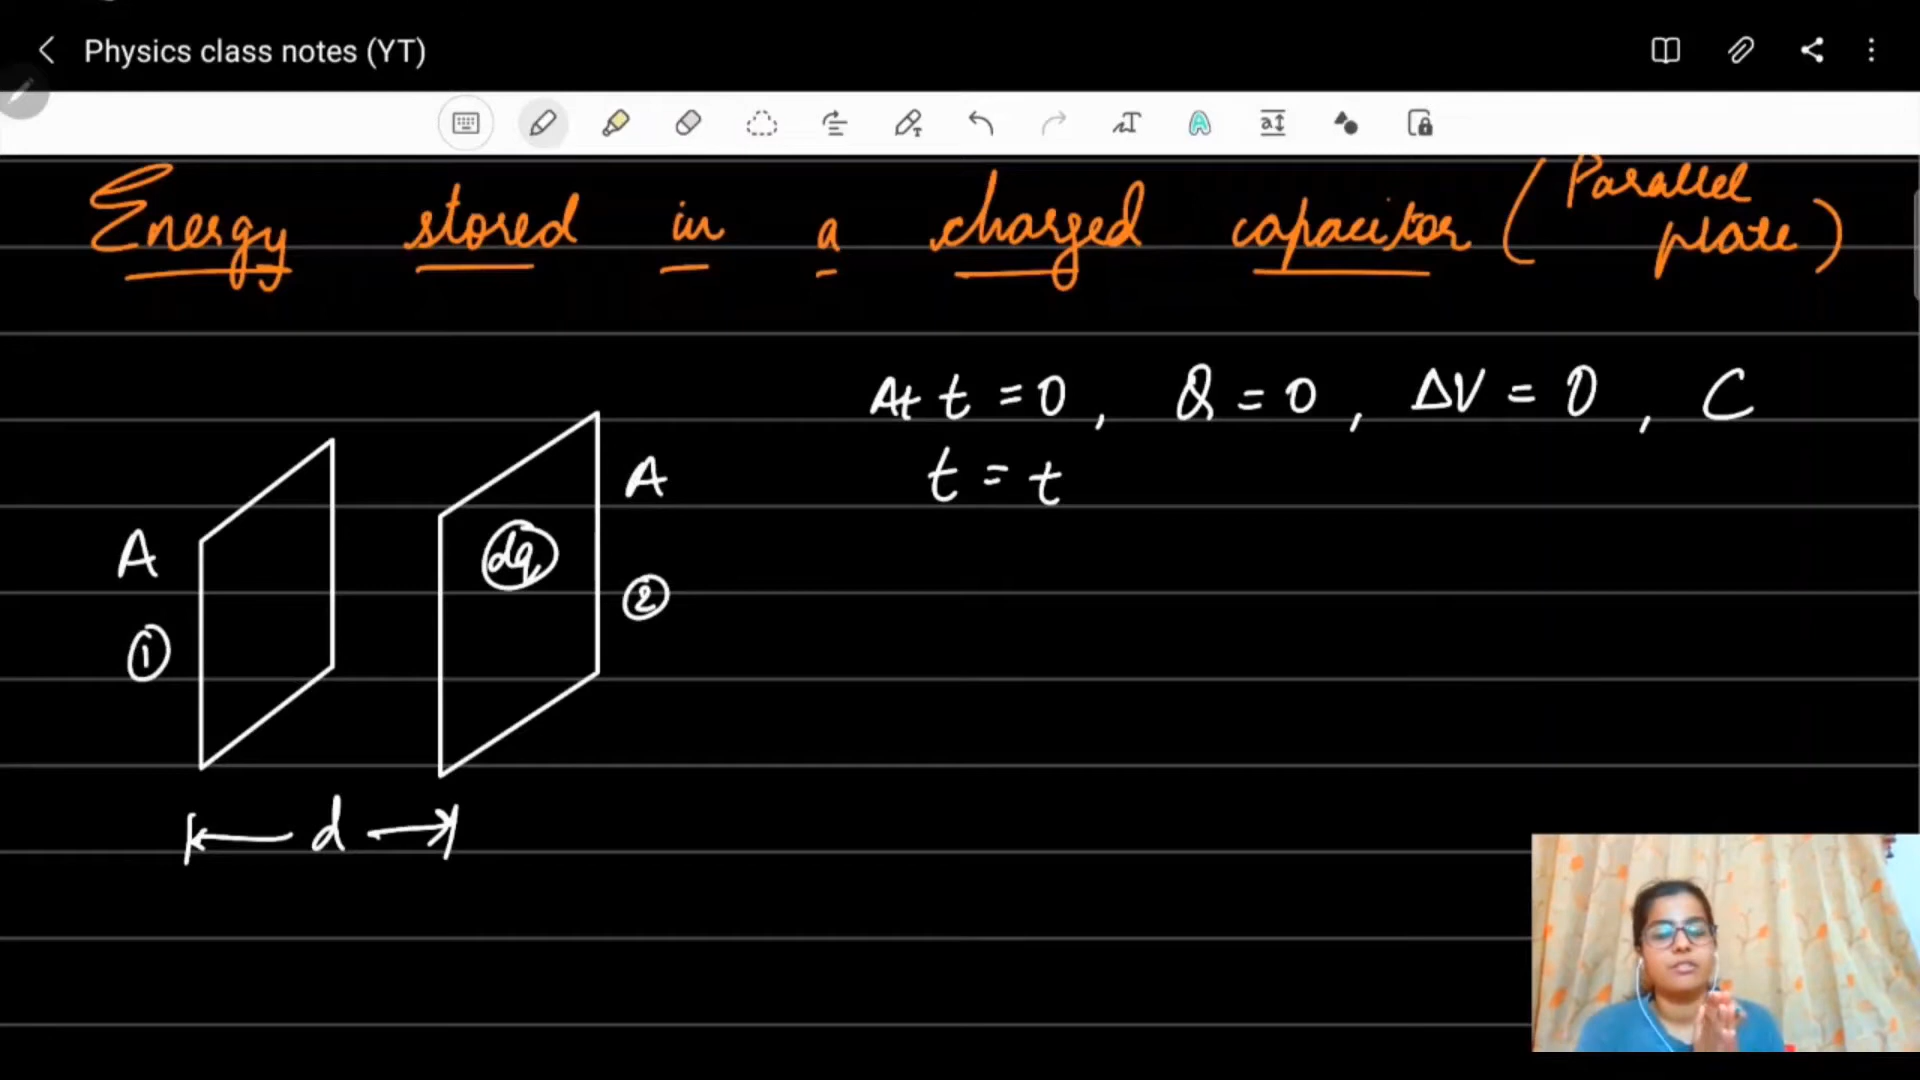 Physics class notes (YT)
Energy stored in a charged capacitor (Parallel plate)
At t = 0, Q = 0, ΔV = 0, C
t = t
A
dq
A
①
②
d